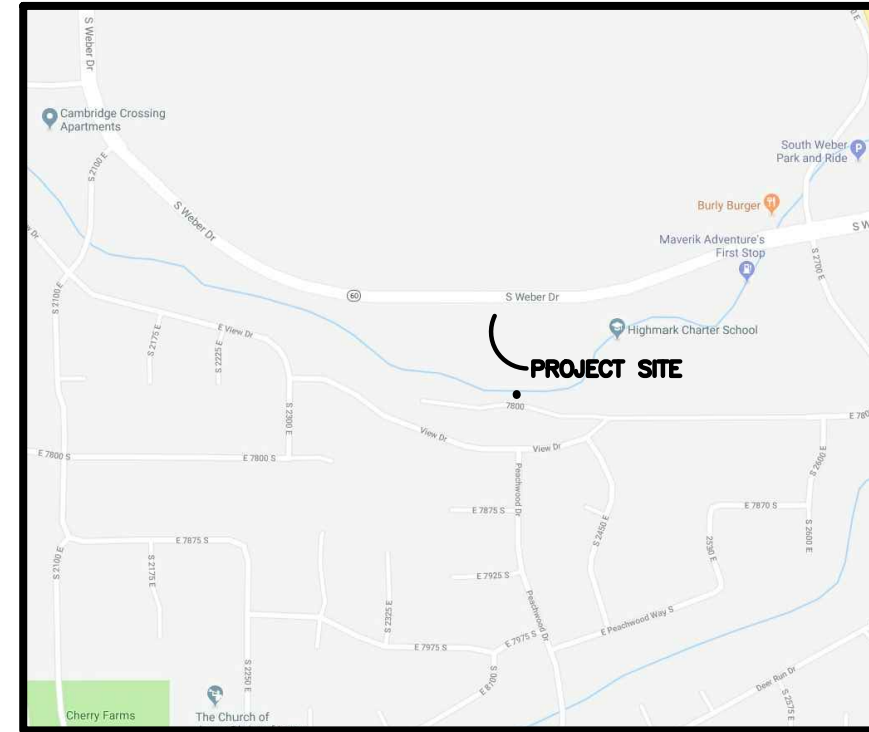 S Weber Dr
Cambridge Crossing
Apartments
S 2100 E
S Weber Dr
South Weber
Park and Ride
P
Burly Burger
Maverik Adventure's
First Stop
S W
S 2700 E
60
S Weber Dr
Highmark Charter School
PROJECT SITE
S 2100 E
S 2175 E
S 2225 E
E View Dr
S 2300 E
7800
E 780
View Dr
View Dr
E 7800 S
E 7800 S
Peachwood Dr
S 2600 E
E 7870 S
E 7875 S
S 2450 E
2530 E
S 2600 E
E 7875 S
S 2100 E
S 2175 E
E 7925 S
S 2325 E
Peachwood Dr
E Peachwood Way S
E 7975 S
E 7975 S
S 2250 E
E 8100 S
Deer Run Dr
S 2575 E
Cherry Farms
The Church of